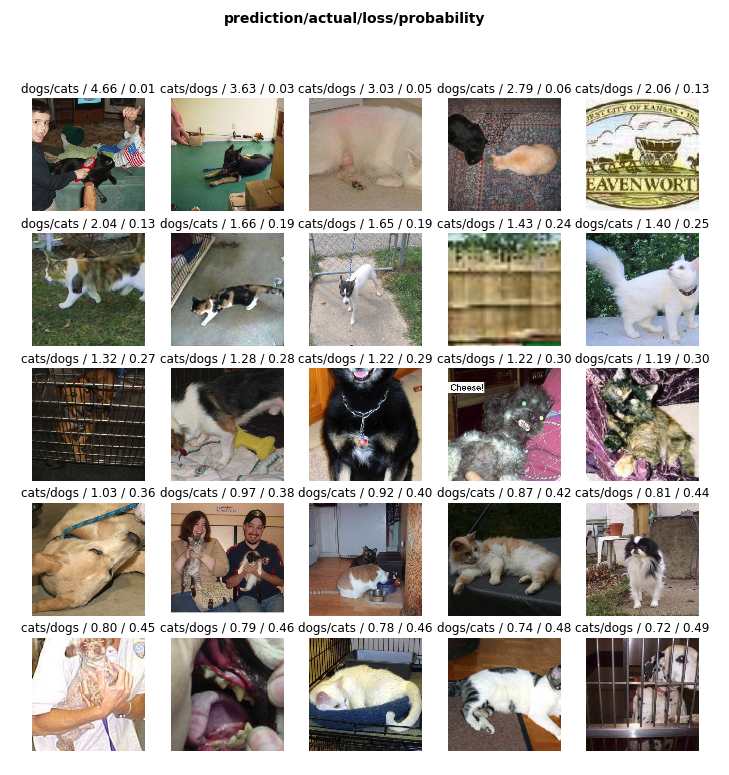 prediction/actual/loss/probability
dogs/cats / 4.66 / 0.01 cats/dogs / 3.63 / 0.03 cats/dogs / 3.03 / 0.05 dogs/cats / 2.79 / 0.06 cats/dogs / 2.06 / 0.13
CITY OF KANSAS
EAVENWORT
dogs/cats / 2.04 / 0.13 dogs/cats / 1.66 / 0.19 cats/dogs / 1.65 / 0.19 cats/dogs / 1.43 / 0.24 dogs/cats / 1.40 / 0.25
cats/dogs / 1.32 / 0.27 cats/dogs / 1.28 / 0.28 cats/dogs / 1.22 / 0.29 cats/dogs / 1.22 / 0.30 dogs/cats / 1.19 / 0.30
Cheese!
cats/dogs / 1.03 / 0.36 dogs/cats / 0.97 / 0.38 dogs/cats / 0.92 / 0.40 dogs/cats / 0.87 / 0.42 cats/dogs / 0.81 / 0.44
cats/dogs / 0.80 / 0.45 cats/dogs / 0.79 / 0.46 dogs/cats / 0.78 / 0.46 dogs/cats / 0.74 / 0.48 cats/dogs / 0.72 / 0.49